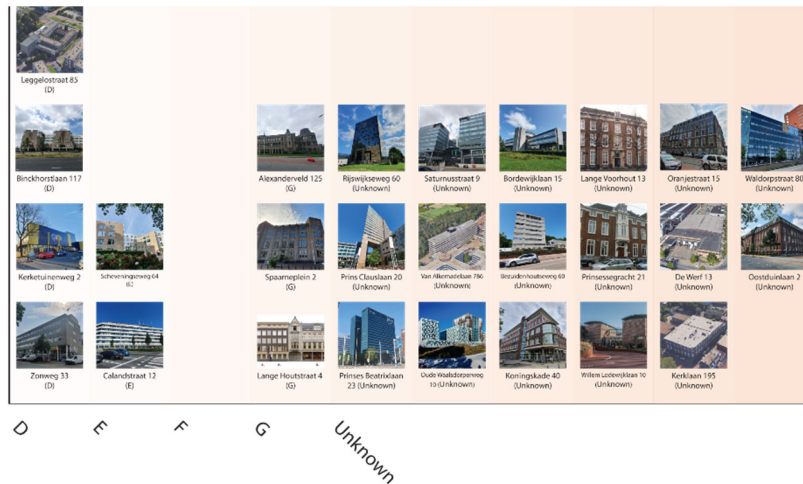 Leggelostraat 85
(D)
Binckhorstlaan 117
(D)
Alexanderveld 125
(G)
Rijswijkseweg 60
(Unknown)
Saturnusstraat 9
(Unknown)
Bordewijklaan 15
(Unknown)
Lange Voorhout 13
(Unknown)
Oranjestraat 15
(Unknown)
Waldorpstraat 80
(Unknown)
Kerketuinenweg 2
(D)
Scheveningseweg 64
(E)
Spaarneplein 2
(G)
Prins Clauslaan 20
(Unknown)
Van Alkemadelaan 786
(Unknown)
Bezuidenhoutseweg 60
(Unknown)
Prinsessegracht 21
(Unknown)
De Werf 13
(Unknown)
Oostduinlaan 2
(Unknown)
Zonweg 33
(D)
Calandstraat 12
(E)
Lange Houtstraat 4
(G)
Prinses Beatrixlaan
23 (Unknown)
Oude Waalsdorperweg
10 (Unknown)
Koningskade 40
(Unknown)
Willem Lodewijklaan 10
(Unknown)
Kerklaan 195
(Unknown)
D
E
F
G
Unknown